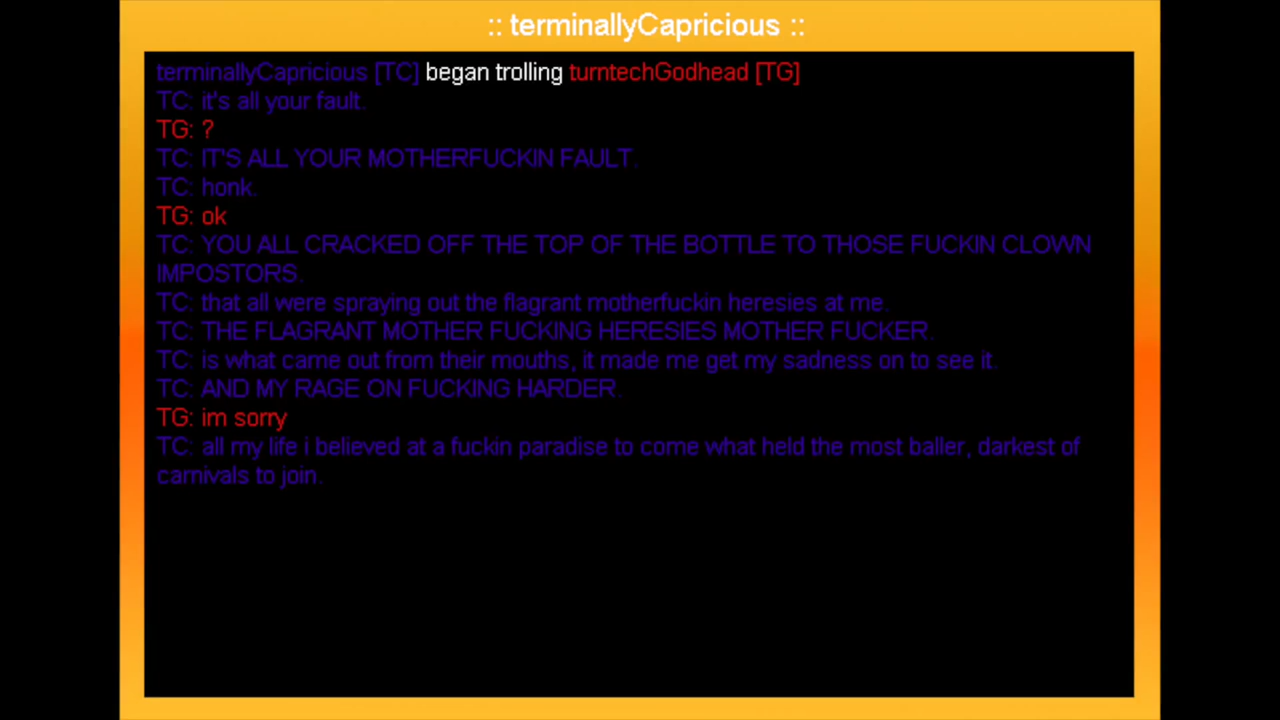 :: terminallyCapricious ::
terminallyCapricious [TC] began trolling turntechGodhead [TG]
TC: it's all your fault.
TG: ?
TC: IT'S ALL YOUR MOTHERFUCKIN FAULT.
TC: honk.
TG: ok
TC: YOU ALL CRACKED OFF THE TOP OF THE BOTTLE TO THOSE FUCKIN CLOWN
IMPOSTORS.
TC: that all were spraying out the flagrant motherfuckin heresies at me.
TC: THE FLAGRANT MOTHER FUCKING HERESIES MOTHER FUCKER.
TC: is what came out from their mouths, it made me get my sadness on to see it.
TC: AND MY RAGE ON FUCKING HARDER.
TG: im sorry
TC: all my life i believed at a fuckin paradise to come what held the most baller, darkest of
carnivals to join.